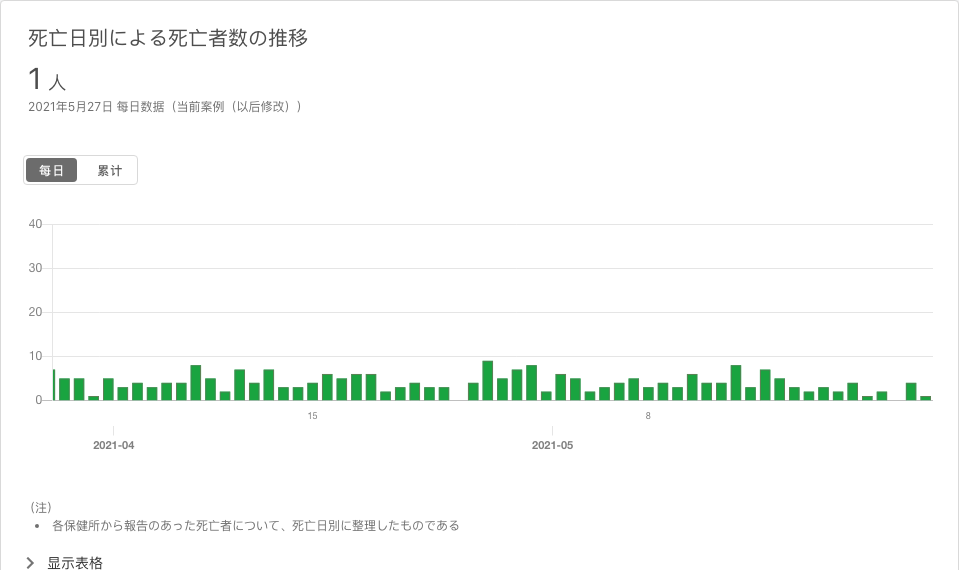 死亡日別による死亡者数の推移
1 人
2021年5月27日 每日数据（当前案例（以后修改））
每日 累计
40
30
20
10
0
15 8
2021-04 2021-05
（注）
• 各保健所から報告のあった死亡者について、死亡日別に整理したものである
显示表格